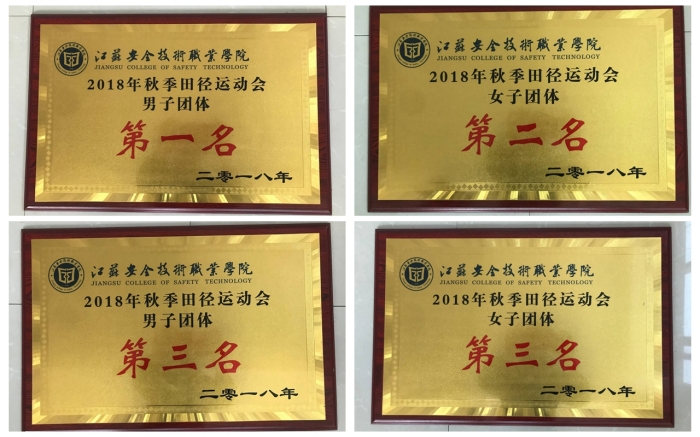 江蘇安全技術職業學院
JIANGSU COLLEGE OF SAFETY TECHNOLOGY
2018年秋季田径运动会
男子团体
第一名
二零一八年
江蘇安全技術職業學院
JIANGSU COLLEGE OF SAFETY TECHNOLOGY
2018年秋季田径运动会
女子团体
第二名
二零一八年
江蘇安全技術職業學院
JIANGSU COLLEGE OF SAFETY TECHNOLOGY
2018年秋季田径运动会
男子团体
第三名
二零一八年
江蘇安全技術職業學院
JIANGSU COLLEGE OF SAFETY TECHNOLOGY
2018年秋季田径运动会
女子团体
第三名
二零一八年